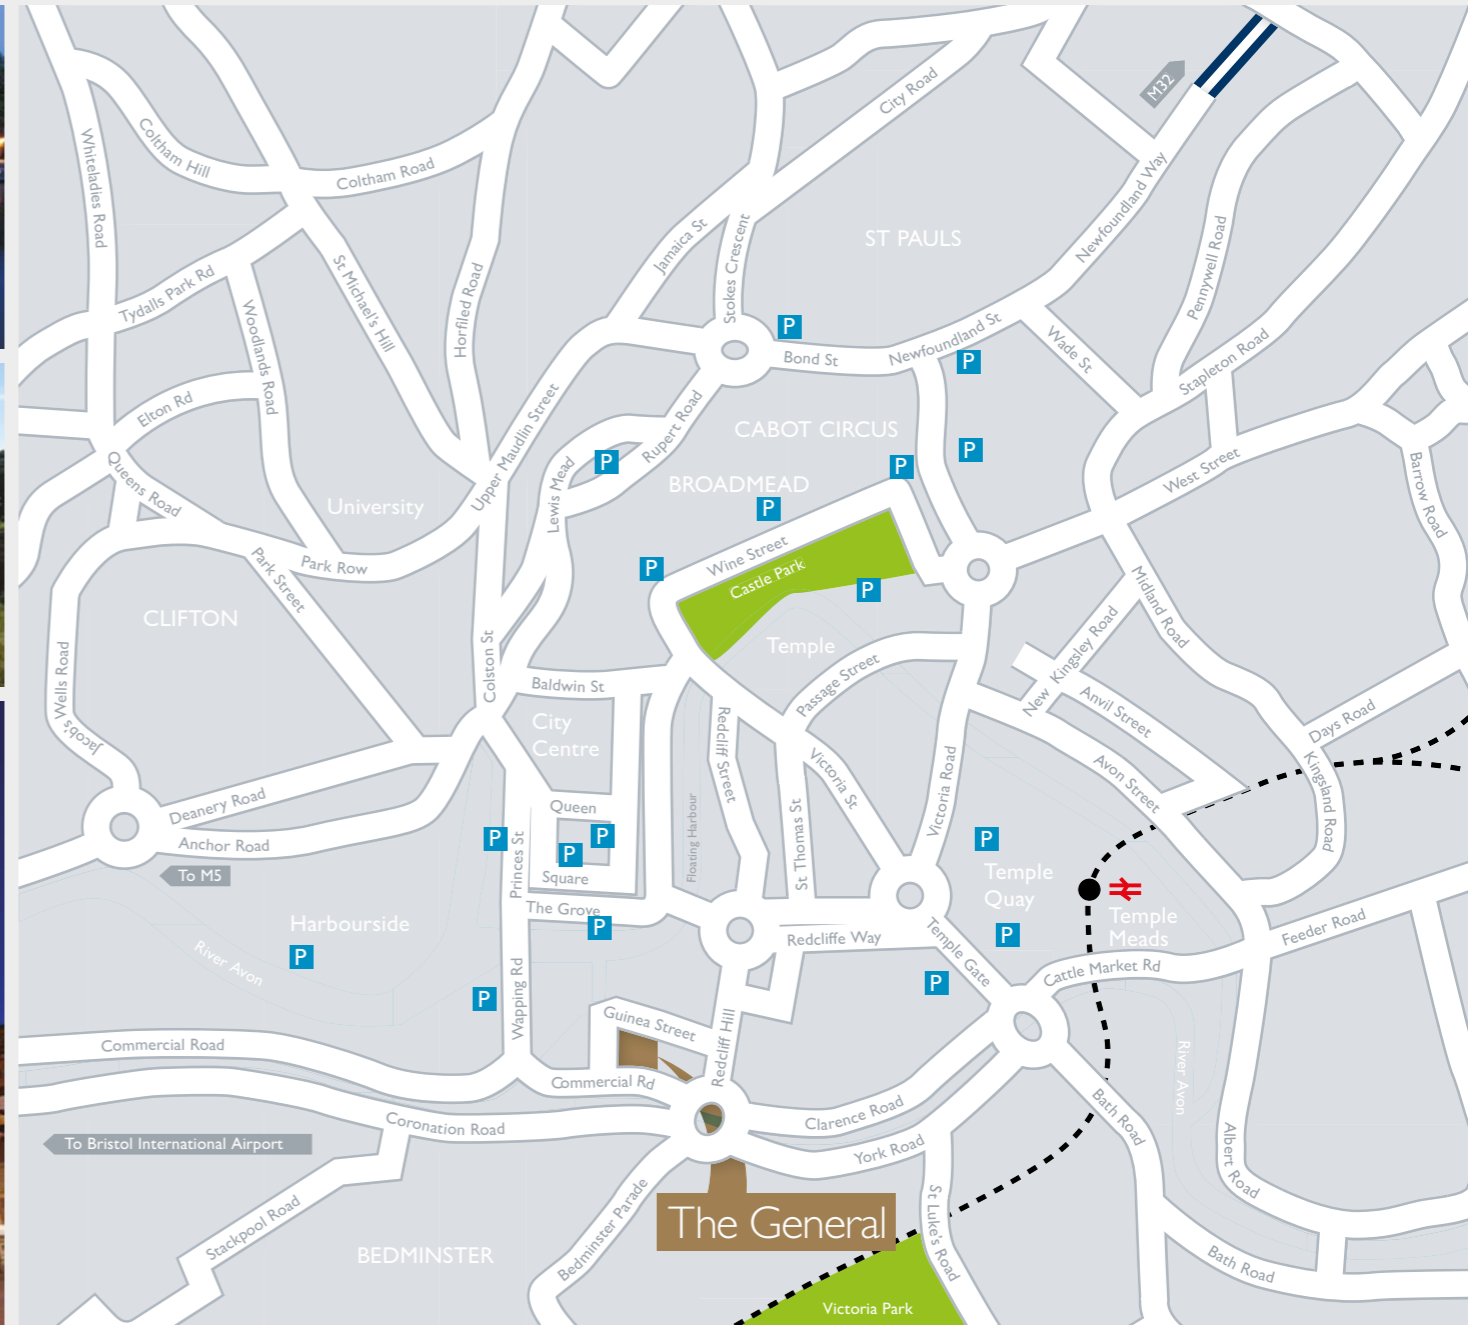 M32
City Road
Coltham Hill
Coltham Road
Whiteladies Road
Newfoundland Way
ST PAULS
Jamaica St
Stokes Crescent
Pennywell Road
St Michael's Hill
Horfiled Road
Tydalls Park Rd
Woodlands Road
P
Bond St
Newfoundland St
P
Wade St
Stapleton Road
Elton Rd
Upper Maudlin Street
Rupert Road
CABOT CIRCUS
P
P
P
Lewis Mead
BROADMEAD
P
West Street
Barrow Road
Queens Road
University
Wine Street
Castle Park
P
P
Park Row
Park Street
Midland Road
CLIFTON
New Kingsley Road
Temple
Passage Street
Colston St
Jacob's Wells Road
Baldwin St
Anvil Street
City
Centre
Redcliff Street
Victoria St
Days Road
Victoria Road
Avon Street
Kingsland Road
Deanery Road
Queen
P
P
P
Square
Floating Harbour
St Thomas St
P
Anchor Road
To M5
Princes St
Temple
Quay
The Grove
P
Harbourside
P
River Avon
Redcliffe Way
Temple Gate
P
Temple
Meads
Feeder Road
Cattle Market Rd
P
P
Wapping Rd
Guinea Street
Redcliff Hill
Commercial Road
Commercial Rd
River Avon
Clarence Road
Bath Road
Coronation Road
To Bristol International Airport
York Road
Albert Road
Stackpool Road
Bedminster Parade
The General
St Luke's Road
BEDMINSTER
Bath Road
Victoria Park